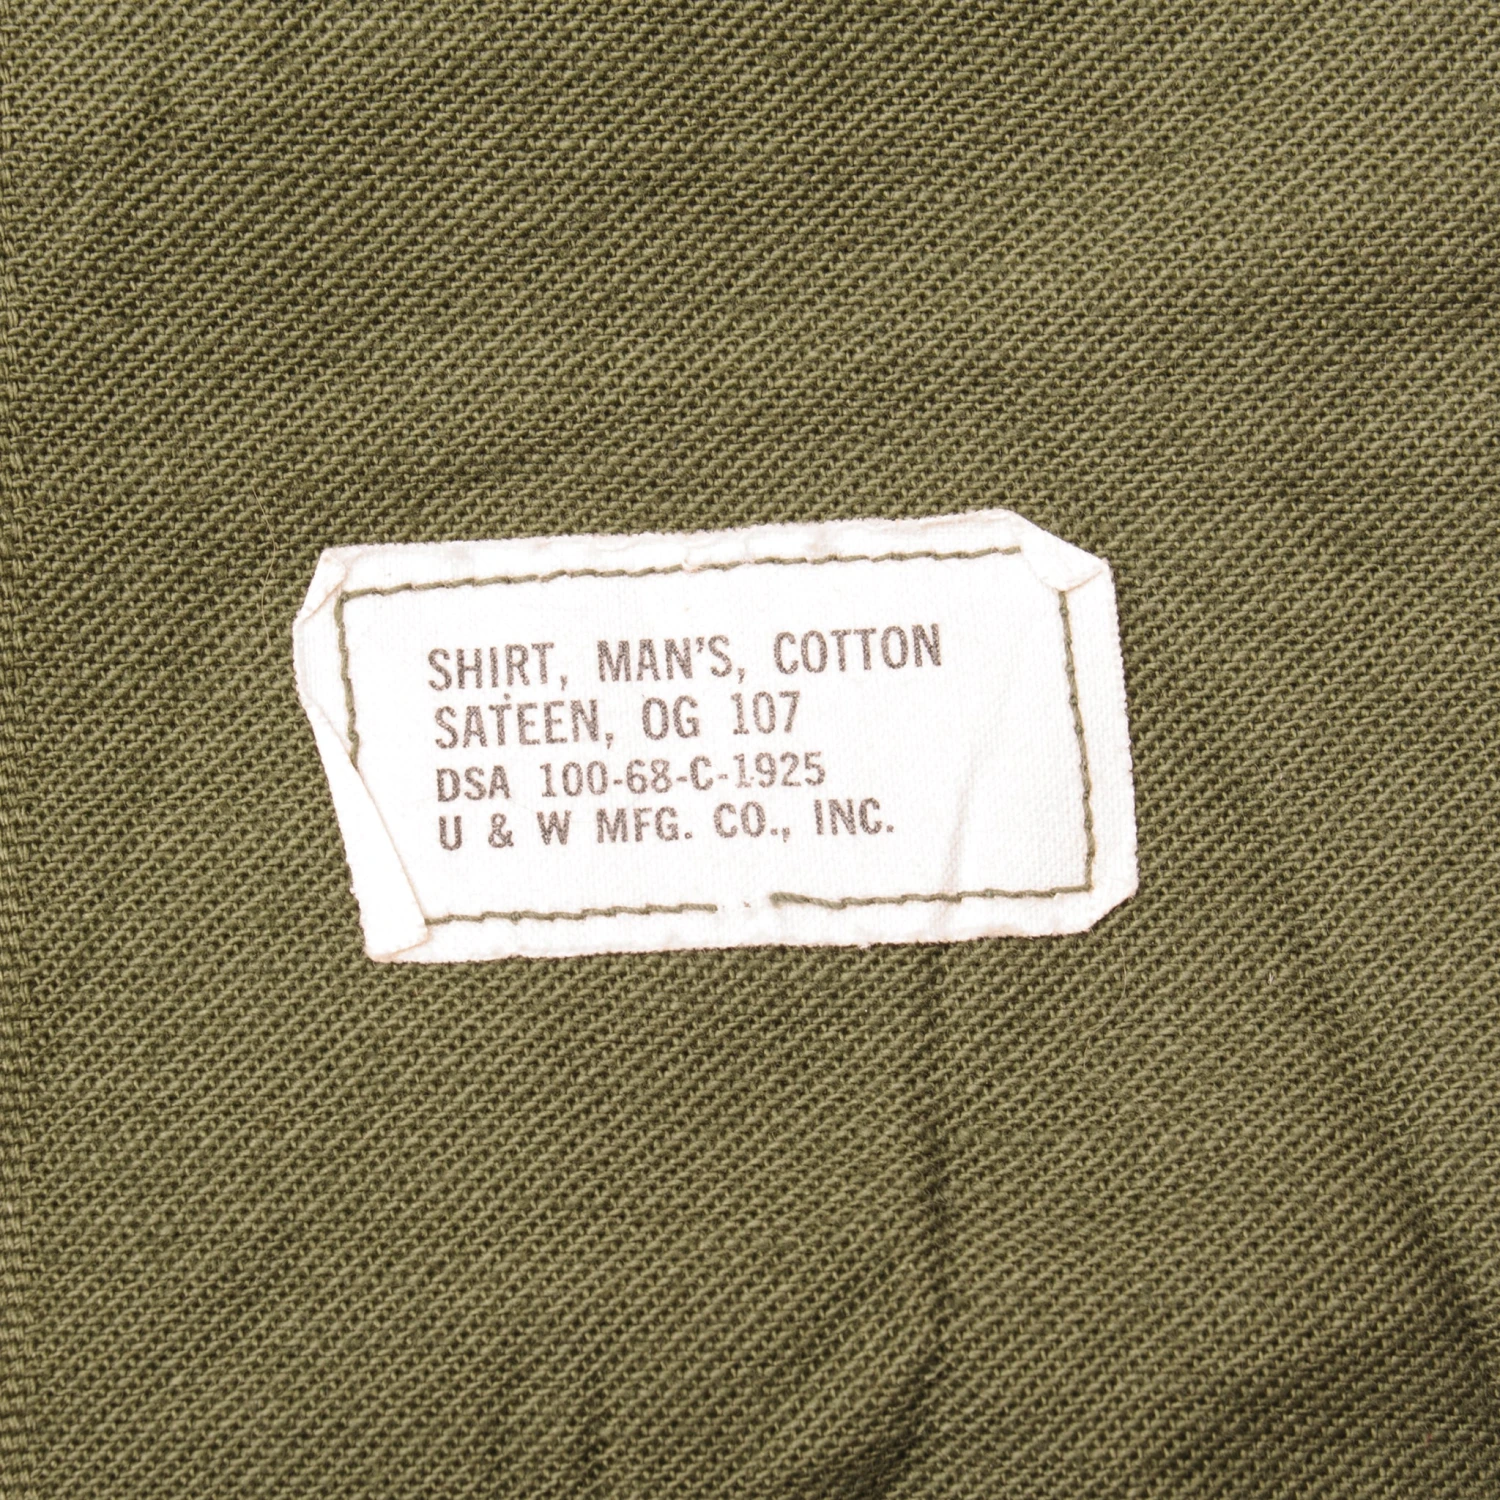 SHIRT, MAN'S, COTTON
SATEEN, OG 107
DSA 100-68-C-1925
U & W MFG. CO., INC.